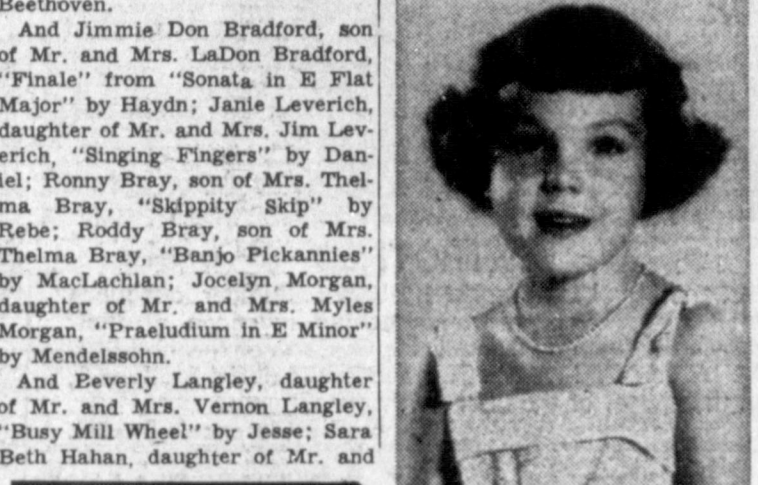 Beethoven.
And Jimmie Don Bradford, son
of Mr. and Mrs. LaDon Bradford,
"Finale" from "Sonata in E Flat
Major" by Haydn; Janie Leverich,
daughter of Mr. and Mrs. Jim Lev-
erich, "Singing Fingers" by Dan-
iel; Ronny Bray, son of Mrs. Thel-
ma Bray, "Skippity Skip" by
Rebe; Roddy Bray, son of Mrs.
Thelma Bray, "Banjo Pickannies"
by MacLachlan; Jocelyn Morgan,
daughter of Mr. and Mrs. Myles
Morgan, "Praeludium in E Minor"
by Mendelssohn.
And Beverly Langley, daughter
of Mr. and Mrs. Vernon Langley,
"Busy Mill Wheel" by Jesse; Sara
Beth Hahan, daughter of Mr. and